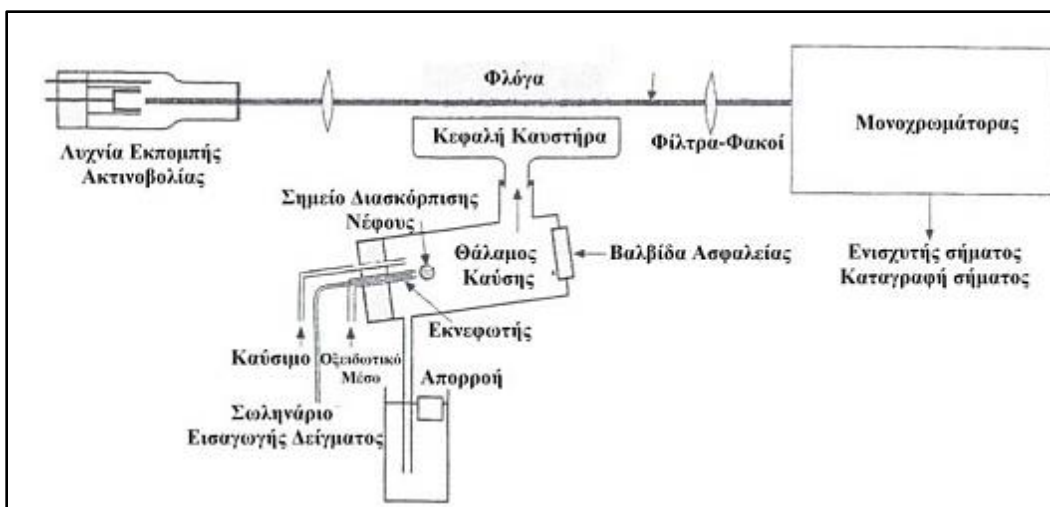 Φλόγα
Λυχνία Εκπομπής
Ακτινοβολίας
Κεφαλή Καυστήρα
Φίλτρα-Φακοί
Μονοχρωμάτορας
Σημείο Διασκόρπισης
Νέφους
Θάλαμος
Καύσης
Βαλβίδα Ασφαλείας
Ενισχυτής σήματος
Καταγραφή σήματος
Εκνεφωτής
Καύσιμο
Οξειδωτικό
Μέσο
Απορροή
Σωληνάριο
Εισαγωγής Δείγματος